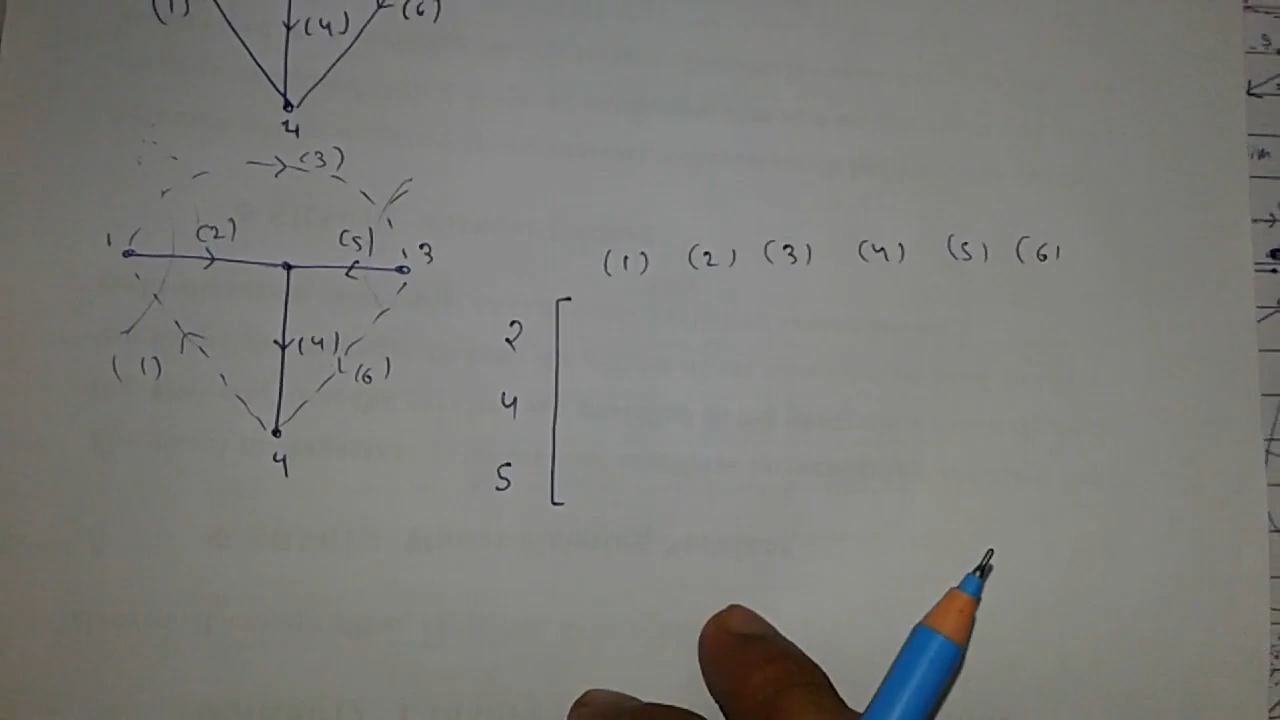 (1) (4) (6)
4
(3)
1 (2) (5) 3
(4)
(1) (6)
4
(1) (2) (3) (4) (5) (6)
2
4
5